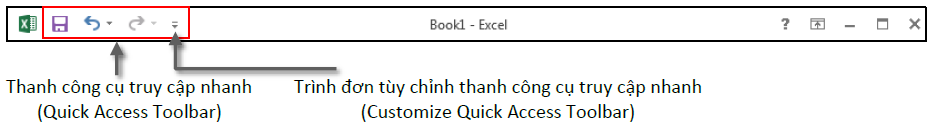 Book1 - Excel
?
Thanh công cụ truy cập nhanh
(Quick Access Toolbar)
Trình đơn tùy chỉnh thanh công cụ truy cập nhanh
(Customize Quick Access Toolbar)